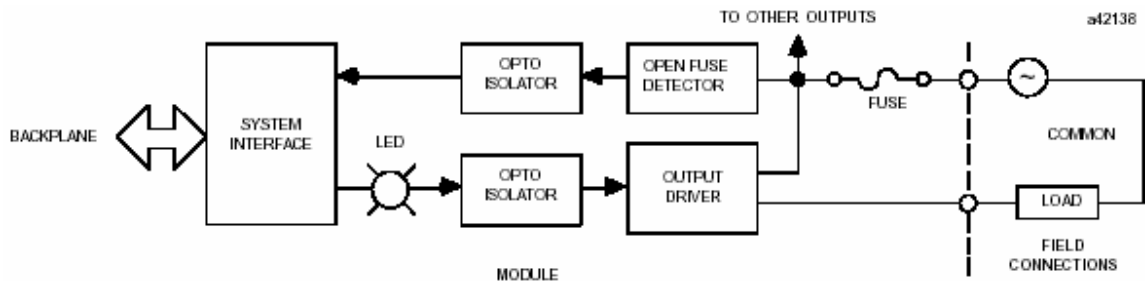 TO OTHER OUTPUTS
a42138
OPTO
ISOLATOR
OPEN FUSE
DETECTOR
FUSE
~
BACKPLANE
SYSTEM
INTERFACE
LED
COMMON
OPTO
ISOLATOR
OUTPUT
DRIVER
LOAD
MODULE
FIELD
CONNECTIONS